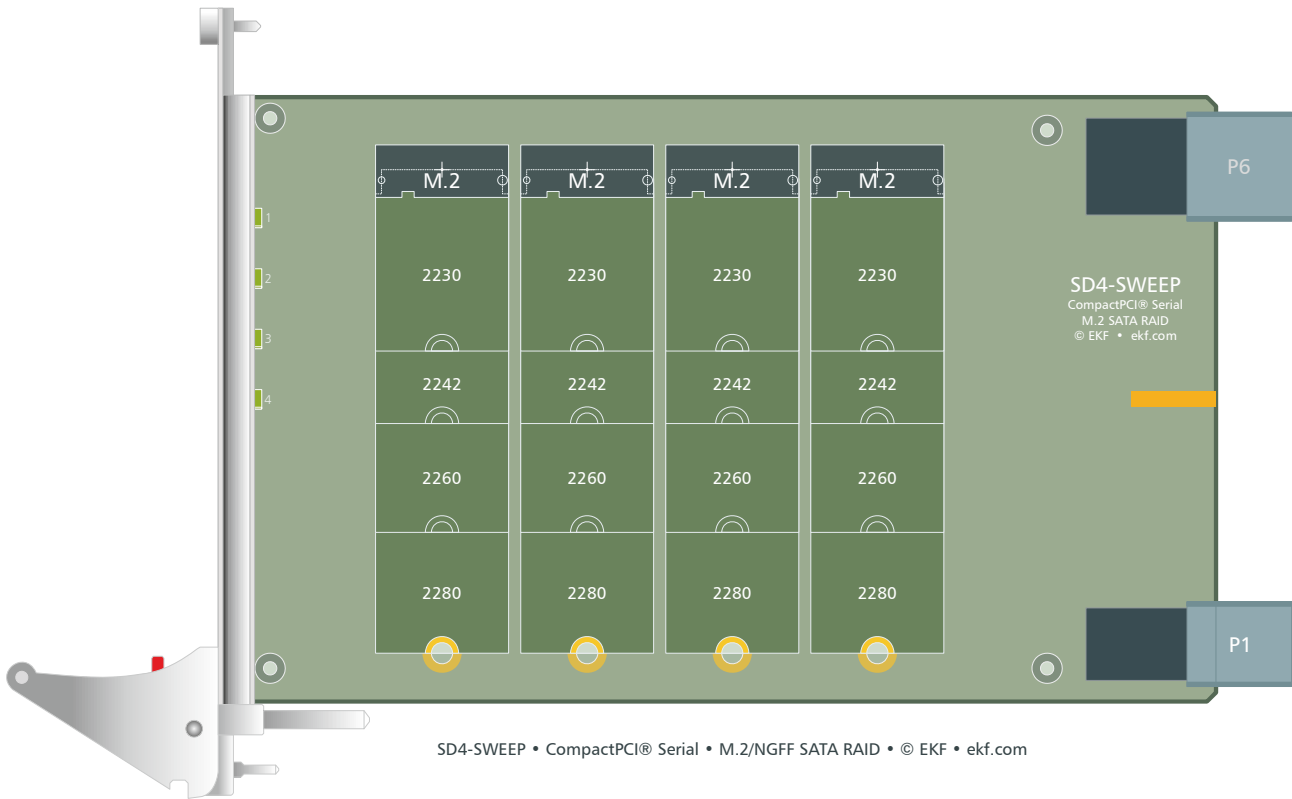 M.2 M.2 M.2 M.2
P6
1
2230 2230 2230 2230
2
SD4-SWEEP
CompactPCI® Serial
M.2 SATA RAID
© EKF • ekf.com
3
2242 2242 2242 2242
4
2260 2260 2260 2260
2280 2280 2280 2280
P1
SD4-SWEEP • CompactPCI® Serial • M.2/NGFF SATA RAID • © EKF • ekf.com